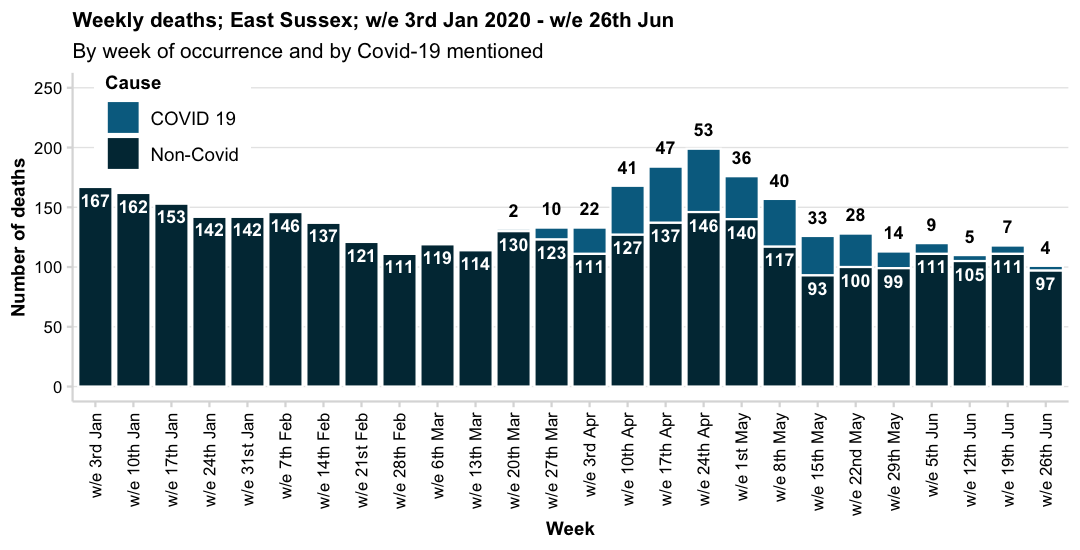 Weekly deaths; East Sussex; w/e 3rd Jan 2020 - w/e 26th Jun
By week of occurrence and by Covid-19 mentioned
Cause
COVID 19
Non-Covid
Number of deaths
250
200
150
100
50
0
2 10 22 41 47 53 36 40 33 28 14 9 5 7 4
167 162 153 142 142 146 137 121 111 119 114 130 123 111 127 137 146 140 117 93 100 99 111 105 111 97
w/e 3rd Jan
w/e 10th Jan
w/e 17th Jan
w/e 24th Jan
w/e 31st Jan
w/e 7th Feb
w/e 14th Feb
w/e 21st Feb
w/e 28th Feb
w/e 6th Mar
w/e 13th Mar
w/e 20th Mar
w/e 27th Mar
w/e 3rd Apr
w/e 10th Apr
w/e 17th Apr
w/e 24th Apr
w/e 1st May
w/e 8th May
w/e 15th May
w/e 22nd May
w/e 29th May
w/e 5th Jun
w/e 12th Jun
w/e 19th Jun
w/e 26th Jun
Week